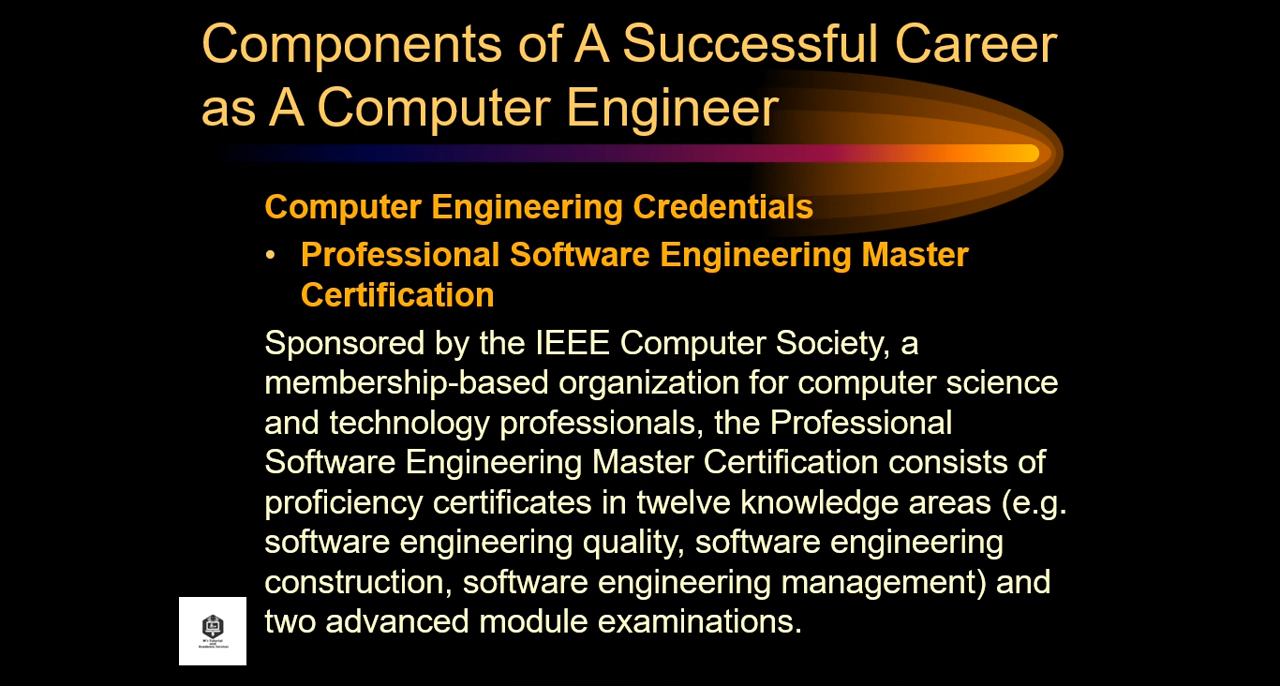 Components of A Successful Career
as A Computer Engineer
Computer Engineering Credentials
• Professional Software Engineering Master
Certification
Sponsored by the IEEE Computer Society, a
membership-based organization for computer science
and technology professionals, the Professional
Software Engineering Master Certification consists of
proficiency certificates in twelve knowledge areas (e.g.
software engineering quality, software engineering
construction, software engineering management) and
two advanced module examinations.